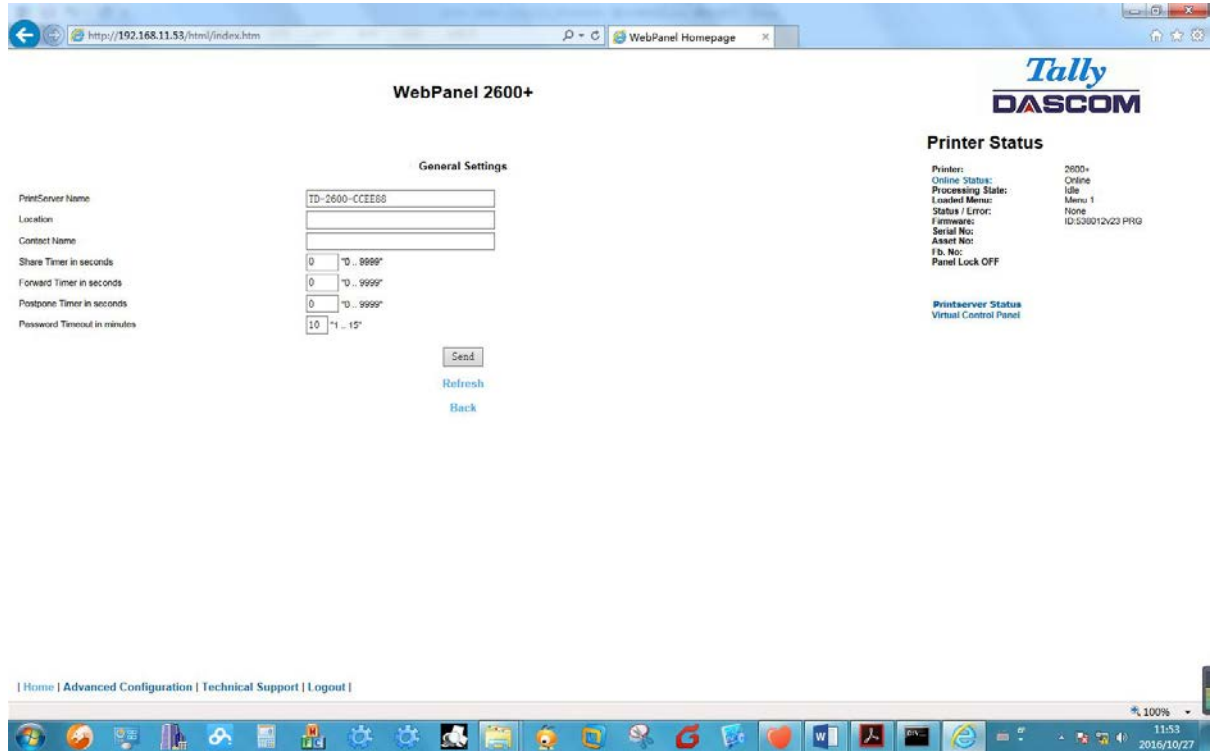 http://192.168.11.53/html/index.htm
WebPanel Homepage
WebPanel 2600+
Tally
DASCOM
General Settings
PrintServer Name TD-2600-CCEE88
Location
Contact Name
Share Timer in seconds 0 "0 .. 9999"
Forward Timer in seconds 0 "0 .. 9999"
Postpone Timer in seconds 0 "0 .. 9999"
Password Timeout in minutes 10 "1 .. 15"
Send
Refresh
Back
Printer Status
Printer: 2600+
Online Status: Online
Processing State: Idle
Loaded Menu: Menu 1
Status / Error: None
Firmware: ID:538012v23 PRG
Serial No:
Asset No:
Fb. No:
Panel Lock OFF
Printserver Status
Virtual Control Panel
| Home | Advanced Configuration | Technical Support | Logout |
100%
11:53
2016/10/27